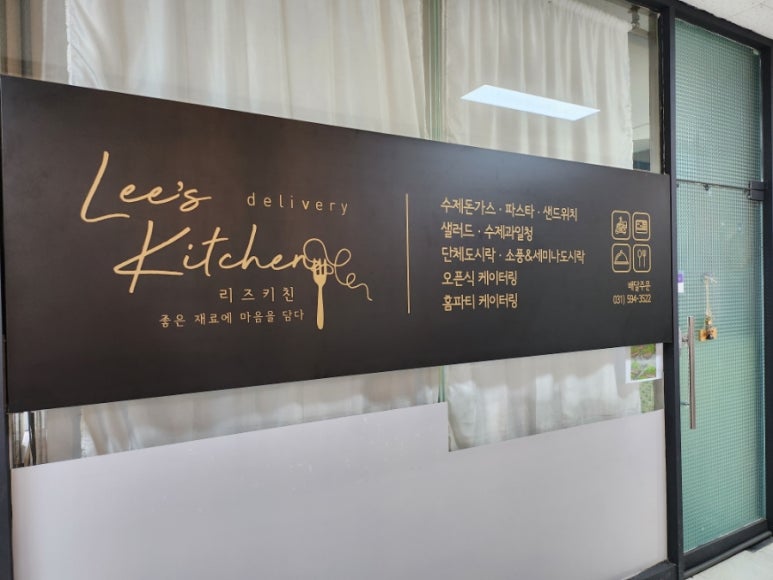 Lee's delivery
Kitchen
리즈키친
좋은 재료에 마음을 담다
수제돈가스 · 파스타 · 샌드위치
샐러드 · 수제과일청
단체도시락 · 소풍&세미나도시락
오픈식 케이터링
홈파티 케이터링
배달주문
031) 594-3522